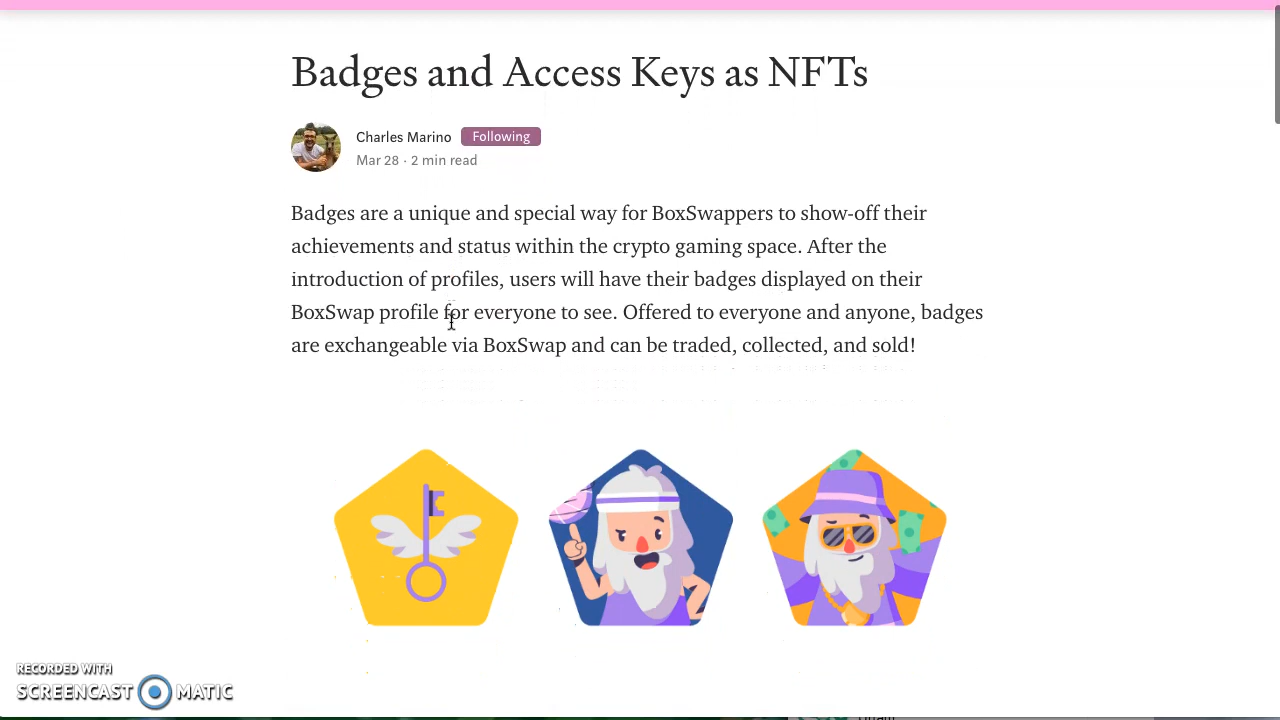 Badges and Access Keys as NFTs
Charles Marino Following
Mar 28 · 2 min read
Badges are a unique and special way for BoxSwappers to show-off their
achievements and status within the crypto gaming space. After the
introduction of profiles, users will have their badges displayed on their
BoxSwap profile for everyone to see. Offered to everyone and anyone, badges
are exchangeable via BoxSwap and can be traded, collected, and sold!
RECORDED WITH
SCREENCAST MATIC